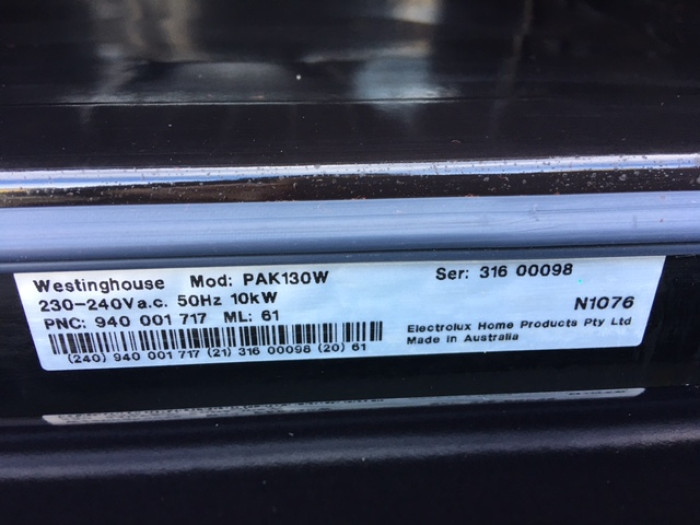 Westinghouse Mod: PAK130W Ser: 316 00098
230-240Va.c. 50Hz 10kW N1076
PNC: 940 001 717 ML: 61
Electrolux Home Products Pty Ltd
Made in Australia
(240) 940 001 717 (21) 316 00098 (20) 61